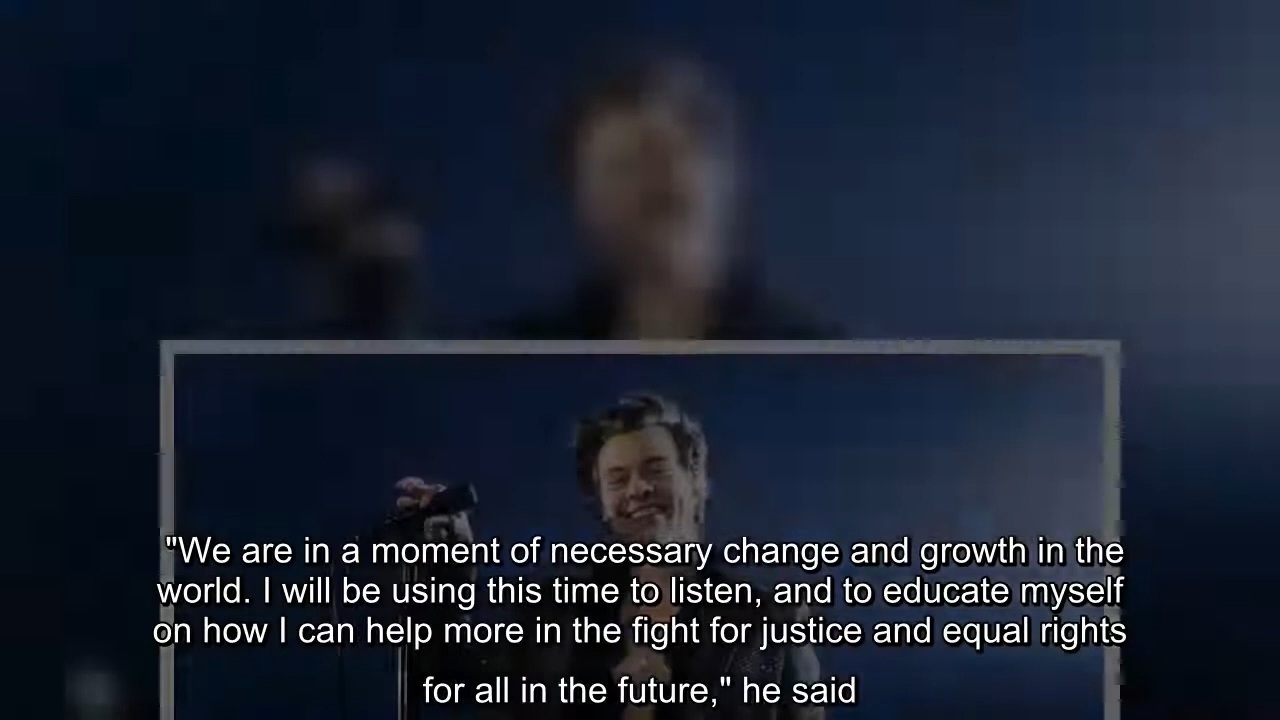 "We are in a moment of necessary change and growth in the
world. I will be using this time to listen, and to educate myself
on how I can help more in the fight for justice and equal rights
for all in the future," he said